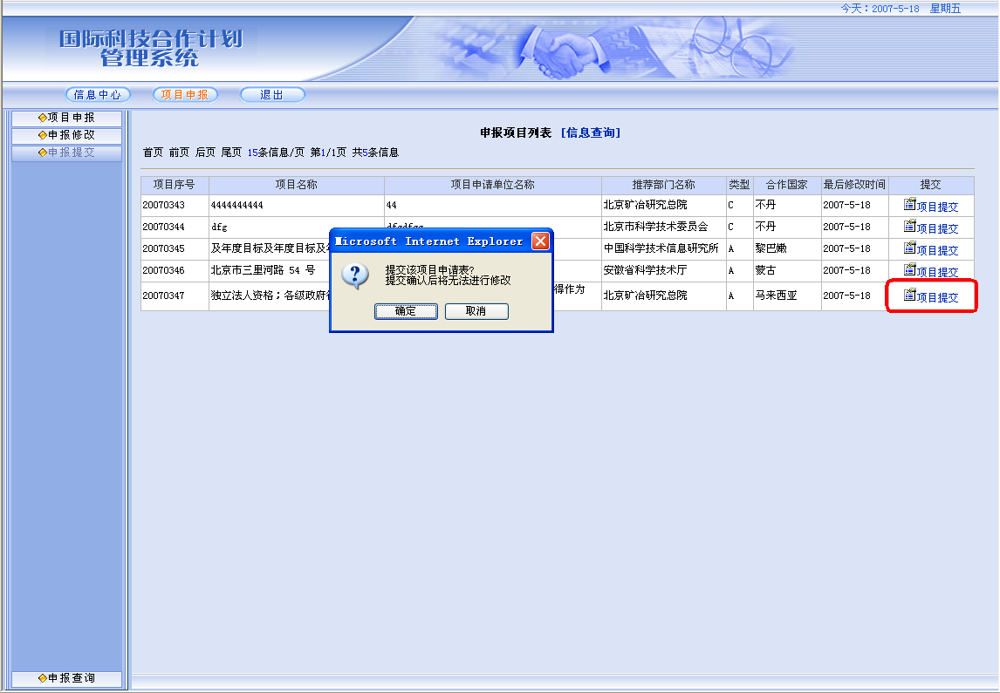 今天：2007-5-18 星期五
国际科技合作计划
管理系统
信息中心 项目申报 退出
项目申报
申报修改
申报提交
申报项目列表 [信息查询]
首页 前页 后页 尾页 15条信息/页 第1/1页 共5条信息
项目序号 项目名称 项目申请单位名称 推荐部门名称 类型 合作国家 最后修改时间 提交
20070343 4444444444 44 北京矿冶研究总院 C 不丹 2007-5-18 项目提交
20070344 dfg dfgdfgg 北京市科学技术委员会 C 不丹 2007-5-18 项目提交
20070345 及年度目标及年度目标及年 中国科学技术信息研究所 A 黎巴嫩 2007-5-18 项目提交
20070346 北京市三里河路 54 号 安徽省科学技术厅 A 蒙古 2007-5-18 项目提交
20070347 独立法人资格；各级政府 得作为 北京矿冶研究总院 A 马来西亚 2007-5-18 项目提交
Microsoft Internet Explorer
提交该项目申请表?
提交确认后将无法进行修改
确定 取消
申报查询